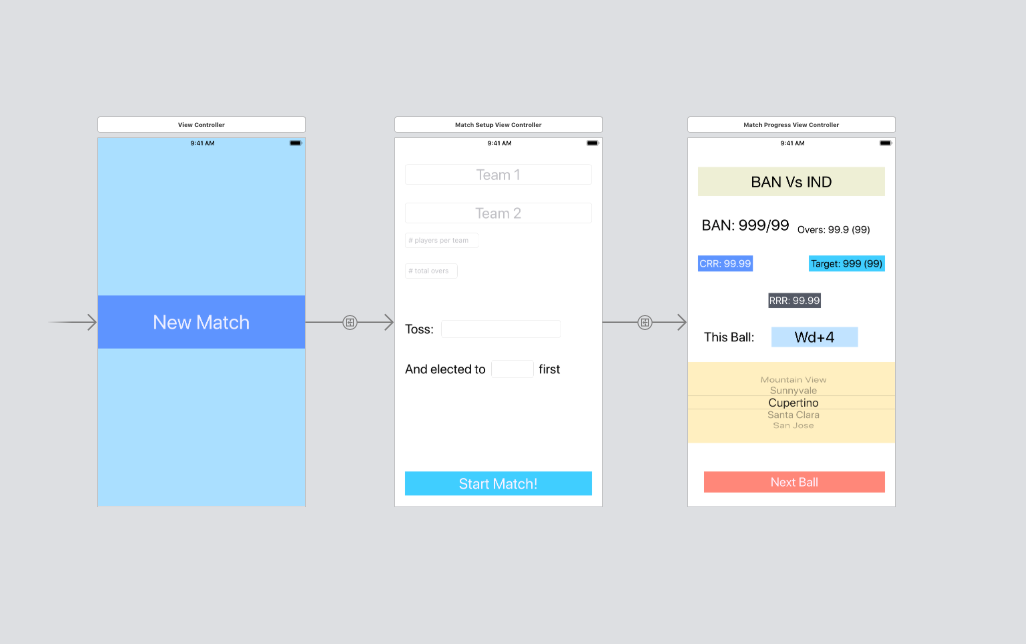 View Controller
9:41 AM
New Match
Match Setup View Controller
9:41 AM
Team 1
Team 2
# players per team
# total overs
Toss:
And elected to first
Start Match!
Match Progress View Controller
9:41 AM
BAN Vs IND
BAN: 999/99 Overs: 99.9 (99)
CRR: 99.99 Target: 999 (99)
RRR: 99.99
This Ball: Wd+4
Mountain View
Sunnyvale
Cupertino
Santa Clara
San Jose
Next Ball